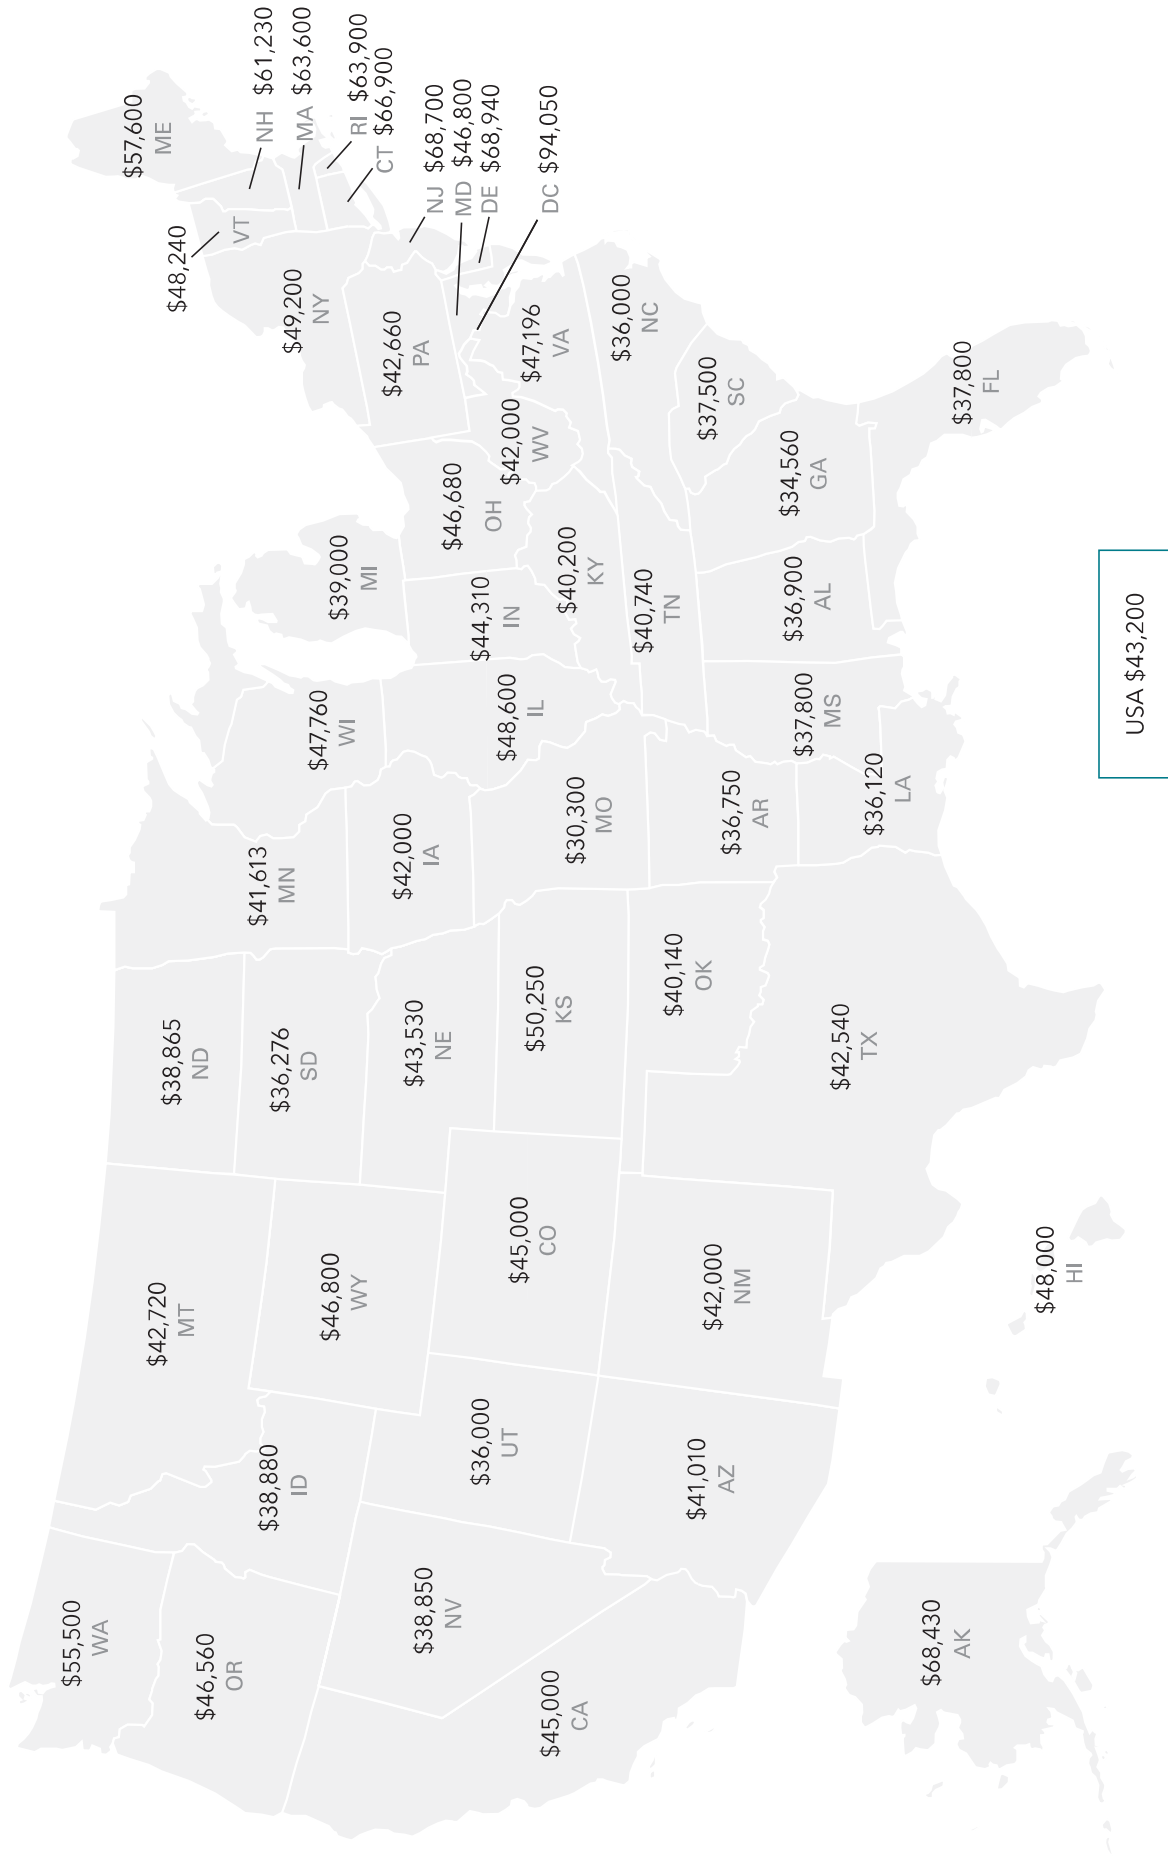 $55,500
WA
$46,560
OR
$45,000
CA
$38,850
NV
$38,880
ID
$42,720
MT
$46,800
WY
$36,000
UT
$41,010
AZ
$45,000
CO
$42,000
NM
$38,865
ND
$36,276
SD
$43,530
NE
$50,250
KS
$40,140
OK
$42,540
TX
$41,613
MN
$42,000
IA
$30,300
MO
$36,750
AR
$36,120
LA
$47,760
WI
$48,600
IL
$39,000
MI
$44,310
IN
$46,680
OH
$40,200
KY
$40,740
TN
$37,800
MS
$36,900
AL
$34,560
GA
$37,800
FL
$37,500
SC
$36,000
NC
$47,196
VA
$42,000
WV
$42,660
PA
$49,200
NY
$48,240
VT
$57,600
ME
NH $61,230
MA $63,600
RI $63,900
CT $66,900
NJ $68,700
MD $46,800
DE $68,940
DC $94,050
$68,430
AK
$48,000
HI
USA $43,200